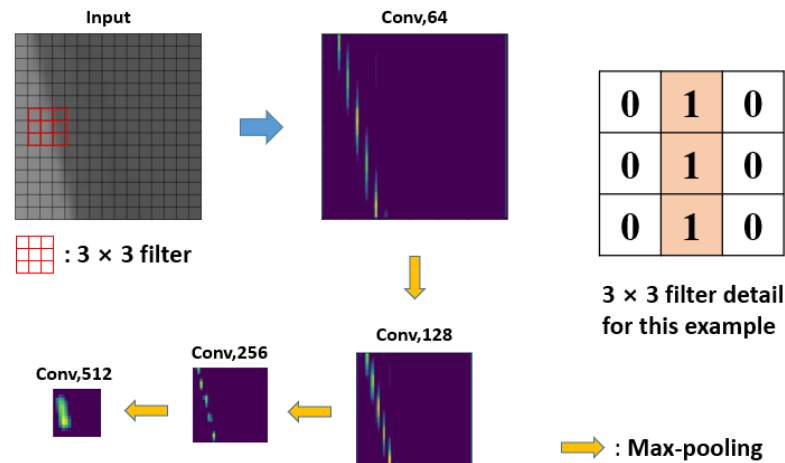 Input
Conv,64
0 1 0
0 1 0
0 1 0
: 3 × 3 filter
3 × 3 filter detail
for this example
Conv,128
Conv,256
Conv,512
: Max-pooling